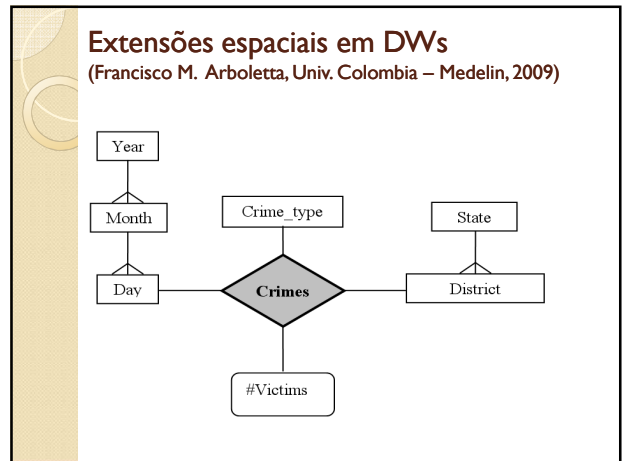 Extensões espaciais em DWs
(Francisco M. Arboletta, Univ. Colombia – Medelin, 2009)
Year
Month
Day
Crime_type
Crimes
#Victims
State
District